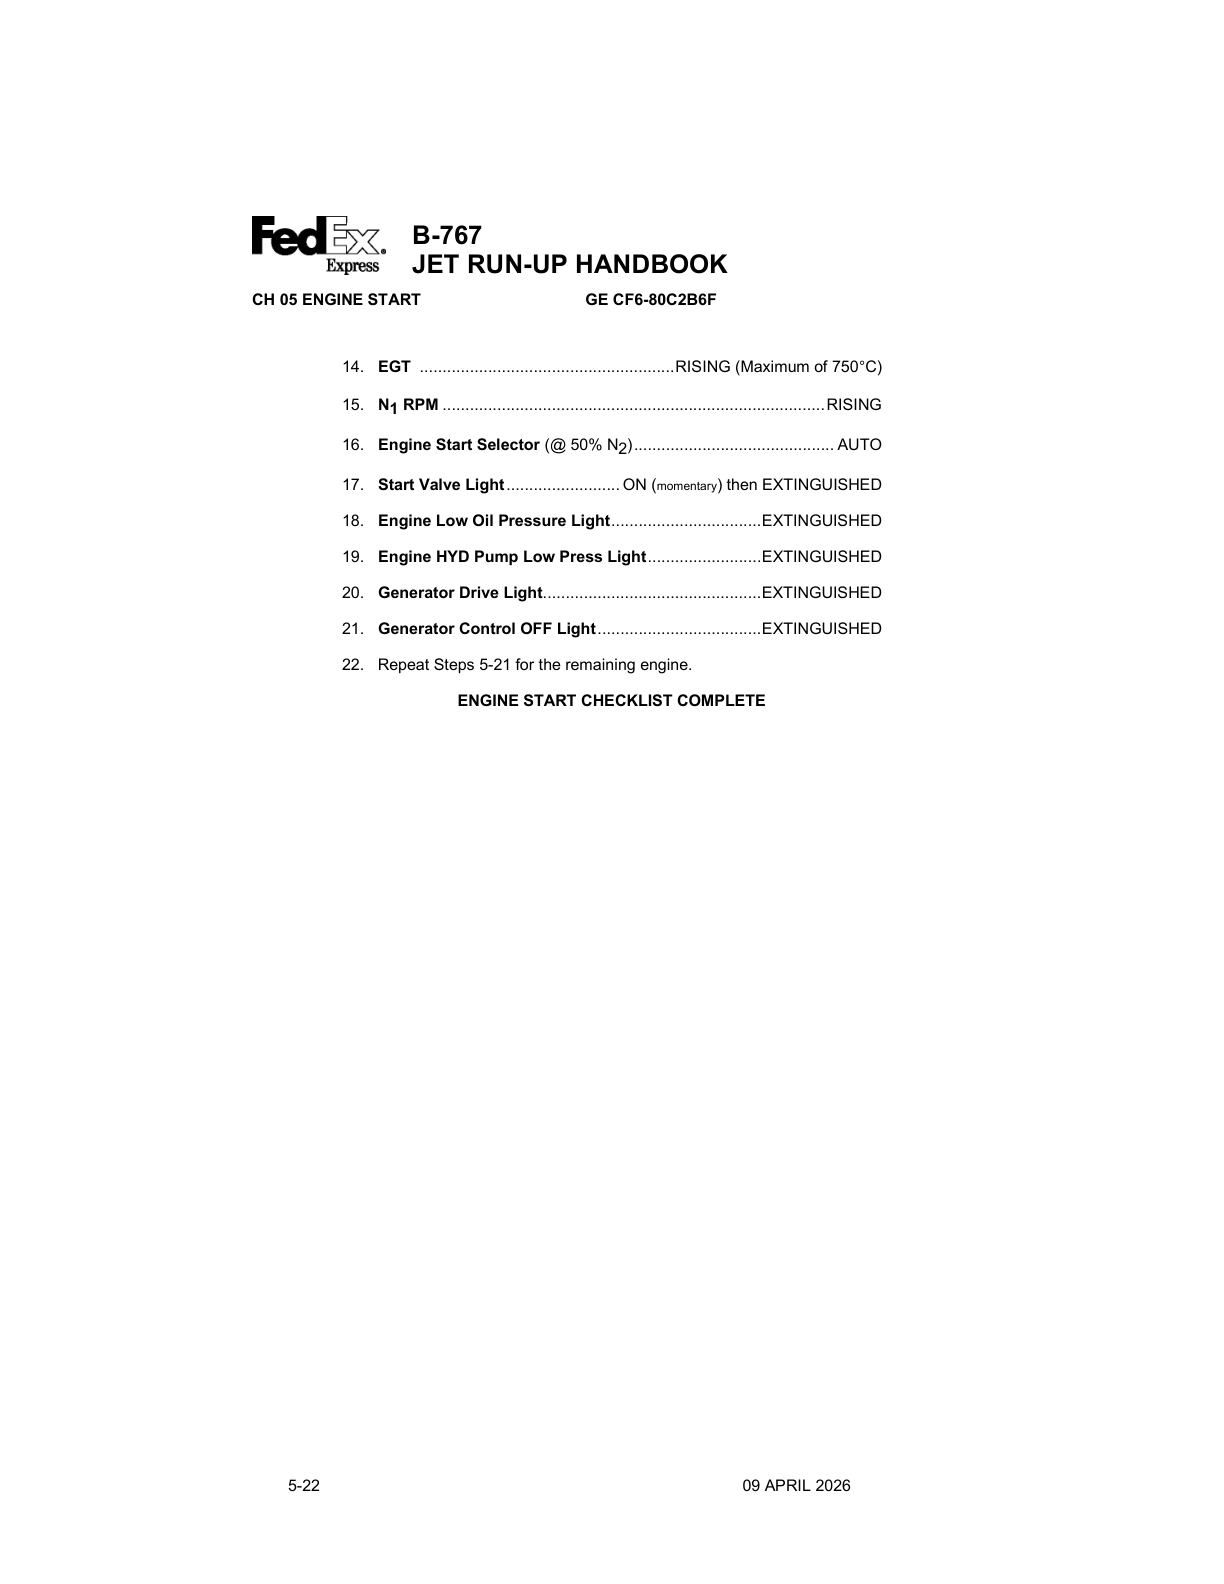 FedEx® B-767
Express JET RUN-UP HANDBOOK
CH 05 ENGINE START GE CF6-80C2B6F
14. EGT ........................................................RISING (Maximum of 750°C)
15. N1 RPM ....................................................................................RISING
16. Engine Start Selector (@ 50% N2)............................................ AUTO
17. Start Valve Light......................... ON (momentary) then EXTINGUISHED
18. Engine Low Oil Pressure Light.................................EXTINGUISHED
19. Engine HYD Pump Low Press Light.........................EXTINGUISHED
20. Generator Drive Light................................................EXTINGUISHED
21. Generator Control OFF Light....................................EXTINGUISHED
22. Repeat Steps 5-21 for the remaining engine.
ENGINE START CHECKLIST COMPLETE
5-22 09 APRIL 2026